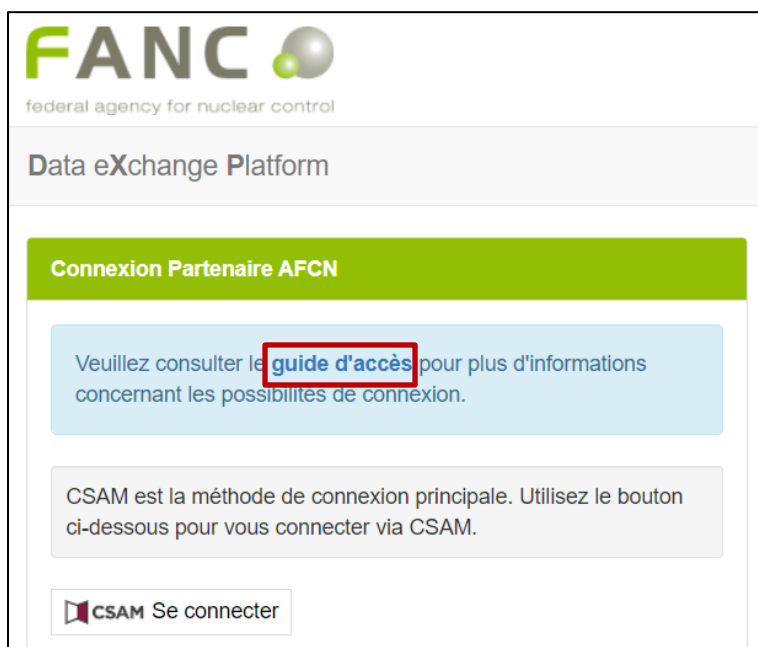 FANC
federal agency for nuclear control
Data eXchange Platform
Connexion Partenaire AFCN
Veuillez consulter le guide d'accès pour plus d'informations
concernant les possibilités de connexion.
CSAM est la méthode de connexion principale. Utilisez le bouton
ci-dessous pour vous connecter via CSAM.
CSAM Se connecter